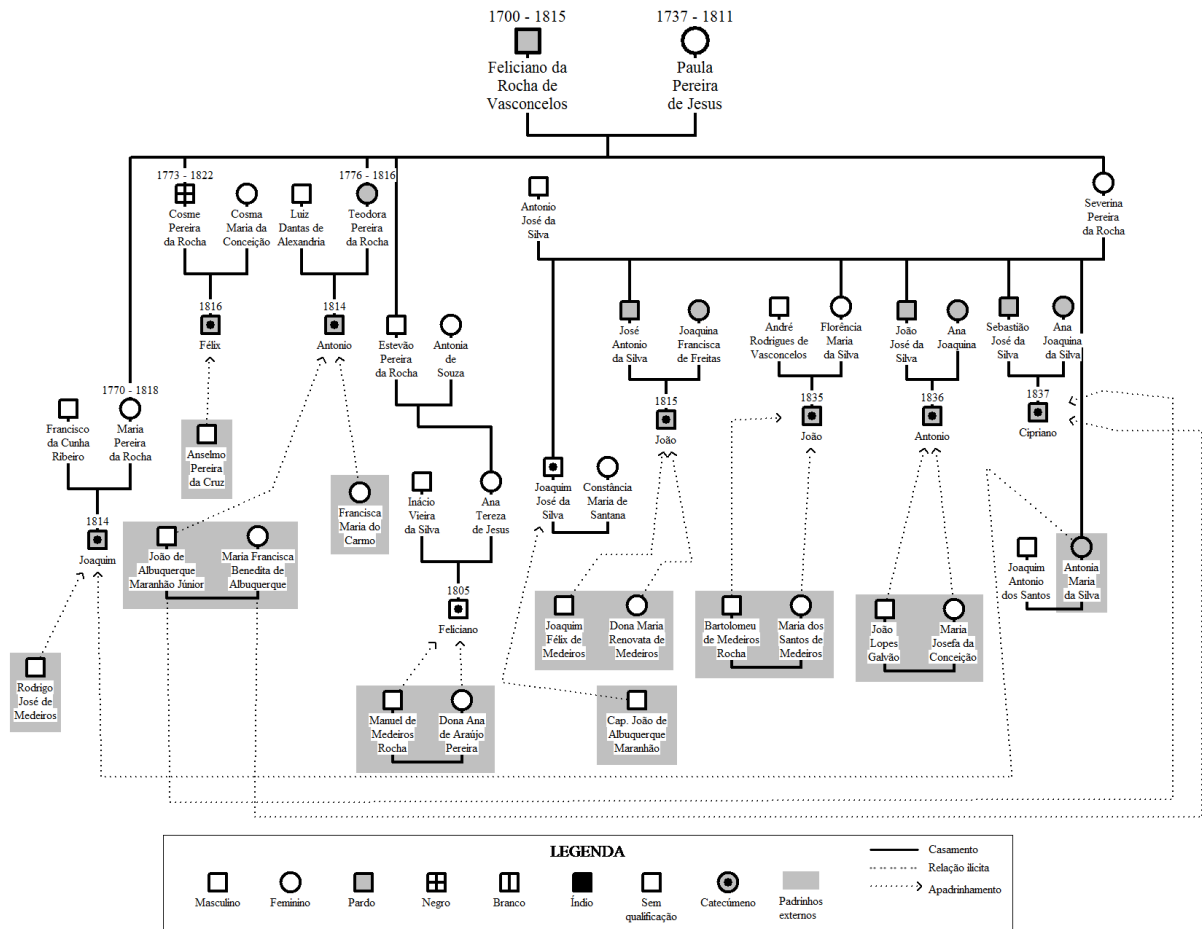 1700 - 1815
1737 - 1811
Feliciano da
Rocha de
Vasconcelos
Paula
Pereira
de Jesus
1773 - 1822
Cosme
Pereira
da Rocha
Cosma
Maria da
Conceição
Luiz
Dantas de
Alexandria
1776 - 1816
Teodora
Pereira
da Rocha
Antonio
José da
Silva
Severina
Pereira
da Rocha
1816
Félix
1814
Antonio
Estevão
Pereira
da Rocha
Antonia
de
Souza
José
Antonio
da Silva
Joaquina
Francisca
de Freitas
André
Rodrigues de
Vasconcelos
Florência
Maria
da Silva
João
José da
Silva
Ana
Joaquina
Sebastião
José da
Silva
Ana
Joaquina
da Silva
Francisco
da Cunha
Ribeiro
1770 - 1818
Maria
Pereira
da Rocha
Anselmo
Pereira
da Cruz
1815
João
1835
João
1836
Antonio
1837
Cipriano
Francisca
Maria do
Carmo
Inácio
Vieira
da Silva
Ana
Tereza
de Jesus
Joaquim
José da
Silva
Constância
Maria de
Santana
1814
Joaquim
João de
Albuquerque
Maranhão Júnior
Maria Francisca
Benedita de
Albuquerque
Joaquim
Antonio
dos Santos
Antonia
Maria
da Silva
1805
Feliciano
Joaquim
Félix de
Medeiros
Dona Maria
Renovata de
Medeiros
Bartolomeu
de Medeiros
Rocha
Maria dos
Santos de
Medeiros
João
Lopes
Galvão
Maria
Josefa da
Conceição
Rodrigo
José de
Medeiros
Manuel de
Medeiros
Rocha
Dona Ana
de Araújo
Pereira
Cap. João de
Albuquerque
Maranhão
LEGENDA
Masculino
Feminino
Pardo
Negro
Branco
Índio
Sem
qualificação
Catecúmeno
Padrinhos
externos
Casamento
Relação ilícita
Apadrinhamento